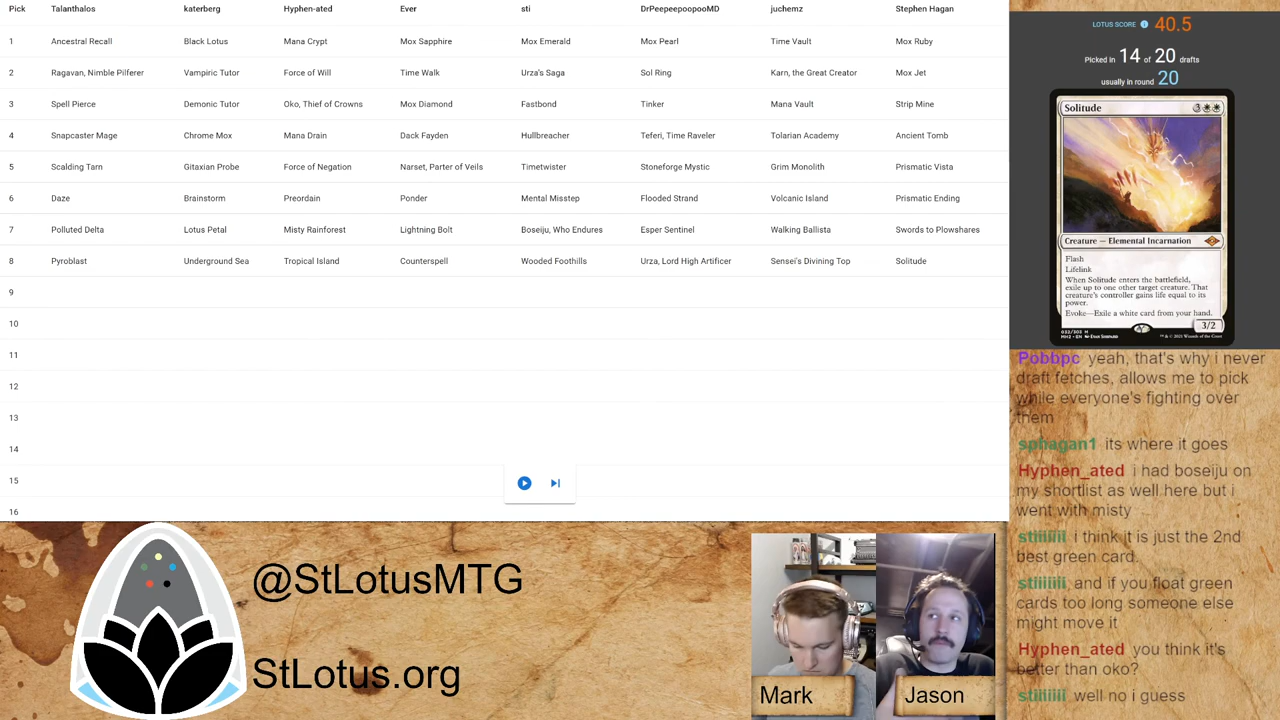 Pick Talanthalos katerberg Hyphen-ated Ever sti DrPeepeepoopooMD juchemz Stephen Hagan
1 Ancestral Recall Black Lotus Mana Crypt Mox Sapphire Mox Emerald Mox Pearl Time Vault Mox Ruby
2 Ragavan, Nimble Pilferer Vampiric Tutor Force of Will Time Walk Urza's Saga Sol Ring Karn, the Great Creator Mox Jet
3 Spell Pierce Demonic Tutor Oko, Thief of Crowns Mox Diamond Fastbond Tinker Mana Vault Strip Mine
4 Snapcaster Mage Chrome Mox Mana Drain Dack Fayden Hullbreacher Teferi, Time Raveler Tolarian Academy Ancient Tomb
5 Scalding Tarn Gitaxian Probe Force of Negation Narset, Parter of Veils Timetwister Stoneforge Mystic Grim Monolith Prismatic Vista
6 Daze Brainstorm Preordain Ponder Mental Misstep Flooded Strand Volcanic Island Prismatic Ending
7 Polluted Delta Lotus Petal Misty Rainforest Lightning Bolt Boseiju, Who Endures Esper Sentinel Walking Ballista Swords to Plowshares
8 Pyroblast Underground Sea Tropical Island Counterspell Wooded Foothills Urza, Lord High Artificer Sensei's Divining Top Solitude
9
10
11
12
13
14
15
16
LOTUS SCORE 40.5
Picked in 14 of 20 drafts
usually in round 20
Solitude 3
Creature — Elemental Incarnation
Flash
Lifelink
When Solitude enters the battlefield,
exile up to one other target creature. That
creature's controller gains life equal to its
power.
Evoke—Exile a white card from your hand.
3/2
Pobbpc yeah, that's why i never
draft fetches, allows me to pick
while everyone's fighting over
them
sphagan1 its where it goes
Hyphen_ated i had boseiju on
my shortlist as well here but i
went with misty
stiiiiiii i think it is just the 2nd
best green card.
stiiiiiii and if you float green
cards too long someone else
might move it
Hyphen_ated you think it's
better than oko?
stiiiiiii well no i guess
@StLotusMTG
StLotus.org
Mark
Jason